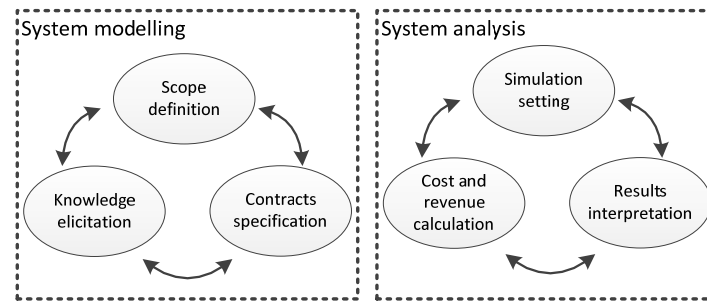 System modelling
Scope
definition
Knowledge
elicitation
Contracts
specification
System analysis
Simulation
setting
Cost and
revenue
calculation
Results
interpretation